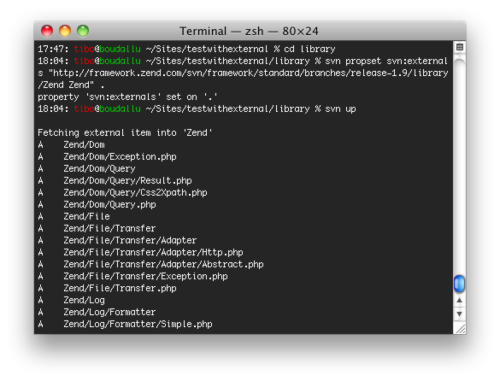 Terminal — zsh — 80×24
17:47: tibo@boudallu ~/Sites/testwithexternal % cd library
18:04: tibo@boudallu ~/Sites/testwithexternal/library % svn propset svn:external
s "http://framework.zend.com/svn/framework/standard/branches/release-1.9/library
/Zend Zend" .
property 'svn:externals' set on '.'
18:04: tibo@boudallu ~/Sites/testwithexternal/library % svn up
Fetching external item into 'Zend'
A    Zend/Dom
A    Zend/Dom/Exception.php
A    Zend/Dom/Query
A    Zend/Dom/Query/Result.php
A    Zend/Dom/Query/Css2Xpath.php
A    Zend/Dom/Query.php
A    Zend/File
A    Zend/File/Transfer
A    Zend/File/Transfer/Adapter
A    Zend/File/Transfer/Adapter/Http.php
A    Zend/File/Transfer/Adapter/Abstract.php
A    Zend/File/Transfer/Exception.php
A    Zend/File/Transfer.php
A    Zend/Log
A    Zend/Log/Formatter
A    Zend/Log/Formatter/Simple.php